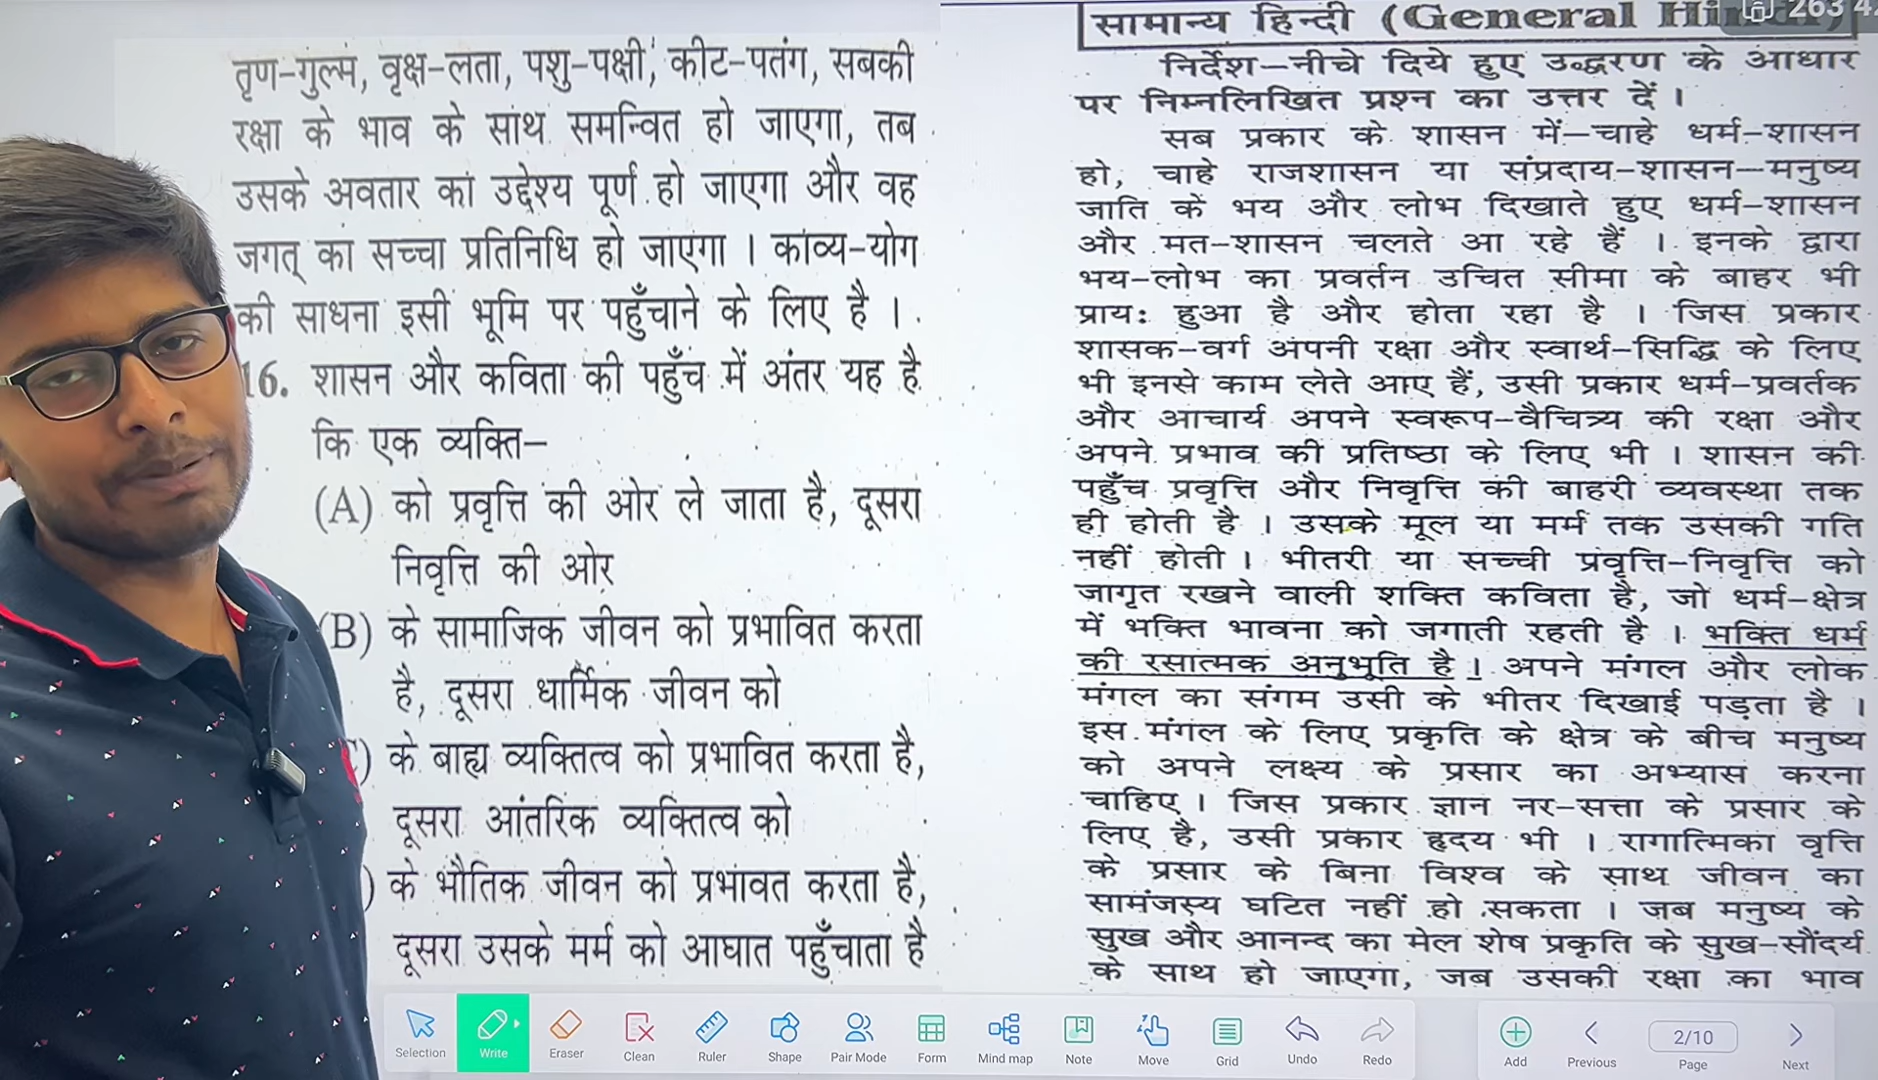 सामान्य हिन्दी (General
263
निर्देश–नीचे दिये हुए उद्धरण के आधार
पर निम्नलिखित प्रश्न का उत्तर दें ।
सब प्रकार के शासन में–चाहे धर्म–शासन
हो, चाहे राजशासन या संप्रदाय–शासन–मनुष्य
जाति के भय और लोभ दिखाते हुए धर्म–शासन
और मत–शासन चलते आ रहे हैं । इनके द्वारा
भय–लोभ का प्रवर्तन उचित सीमा के बाहर भी
प्रायः हुआ है और होता रहा है । जिस प्रकार
शासक–वर्ग अपनी रक्षा और स्वार्थ–सिद्धि के लिए
भी इनसे काम लेते आए हैं, उसी प्रकार धर्म–प्रवर्तक
और आचार्य अपने स्वरूप–वैचित्र्य की रक्षा और
अपने प्रभाव की प्रतिष्ठा के लिए भी । शासन की
पहुँच प्रवृत्ति और निवृत्ति की बाहरी व्यवस्था तक
ही होती है । उसके मूल या मर्म तक उसकी गति
नहीं होती । भीतरी या सच्ची प्रवृत्ति–निवृत्ति को
जागृत रखने वाली शक्ति कविता है, जो धर्म–क्षेत्र
में भक्ति भावना को जगाती रहती है । भक्ति धर्म
की रसात्मक अनुभूति है । अपने मंगल और लोक
मंगल का संगम उसी के भीतर दिखाई पड़ता है ।
इस मंगल के लिए प्रकृति के क्षेत्र के बीच मनुष्य
को अपने लक्ष्य के प्रसार का अभ्यास करना
चाहिए । जिस प्रकार ज्ञान नर–सत्ता के प्रसार के
लिए है, उसी प्रकार हृदय भी । रागात्मिका वृत्ति
के प्रसार के बिना विश्व के साथ जीवन का
सामंजस्य घटित नहीं हो सकता । जब मनुष्य के
सुख और आनन्द का मेल शेष प्रकृति के सुख–सौंदर्य
के साथ हो जाएगा, जब उसकी रक्षा का भाव
तृण–गुल्म, वृक्ष–लता, पशु–पक्षी, कीट–पतंग, सबकी
रक्षा के भाव के साथ समन्वित हो जाएगा, तब
उसके अवतार का उद्देश्य पूर्ण हो जाएगा और वह
जगत् का सच्चा प्रतिनिधि हो जाएगा । काव्य–योग
की साधना इसी भूमि पर पहुँचाने के लिए है ।
16. शासन और कविता की पहुँच में अंतर यह है
कि एक व्यक्ति–
(A) को प्रवृत्ति की ओर ले जाता है, दूसरा
निवृत्ति की ओर
(B) के सामाजिक जीवन को प्रभावित करता
है, दूसरा धार्मिक जीवन को
) के बाह्य व्यक्तित्व को प्रभावित करता है,
दूसरा आंतरिक व्यक्तित्व को
) के भौतिक जीवन को प्रभावत करता है,
दूसरा उसके मर्म को आघात पहुँचाता है
Selection Write Eraser Clean Ruler Shape Pair Mode Form Mind map Note Move Grid Undo Redo Add Previous 2/10 Page Next